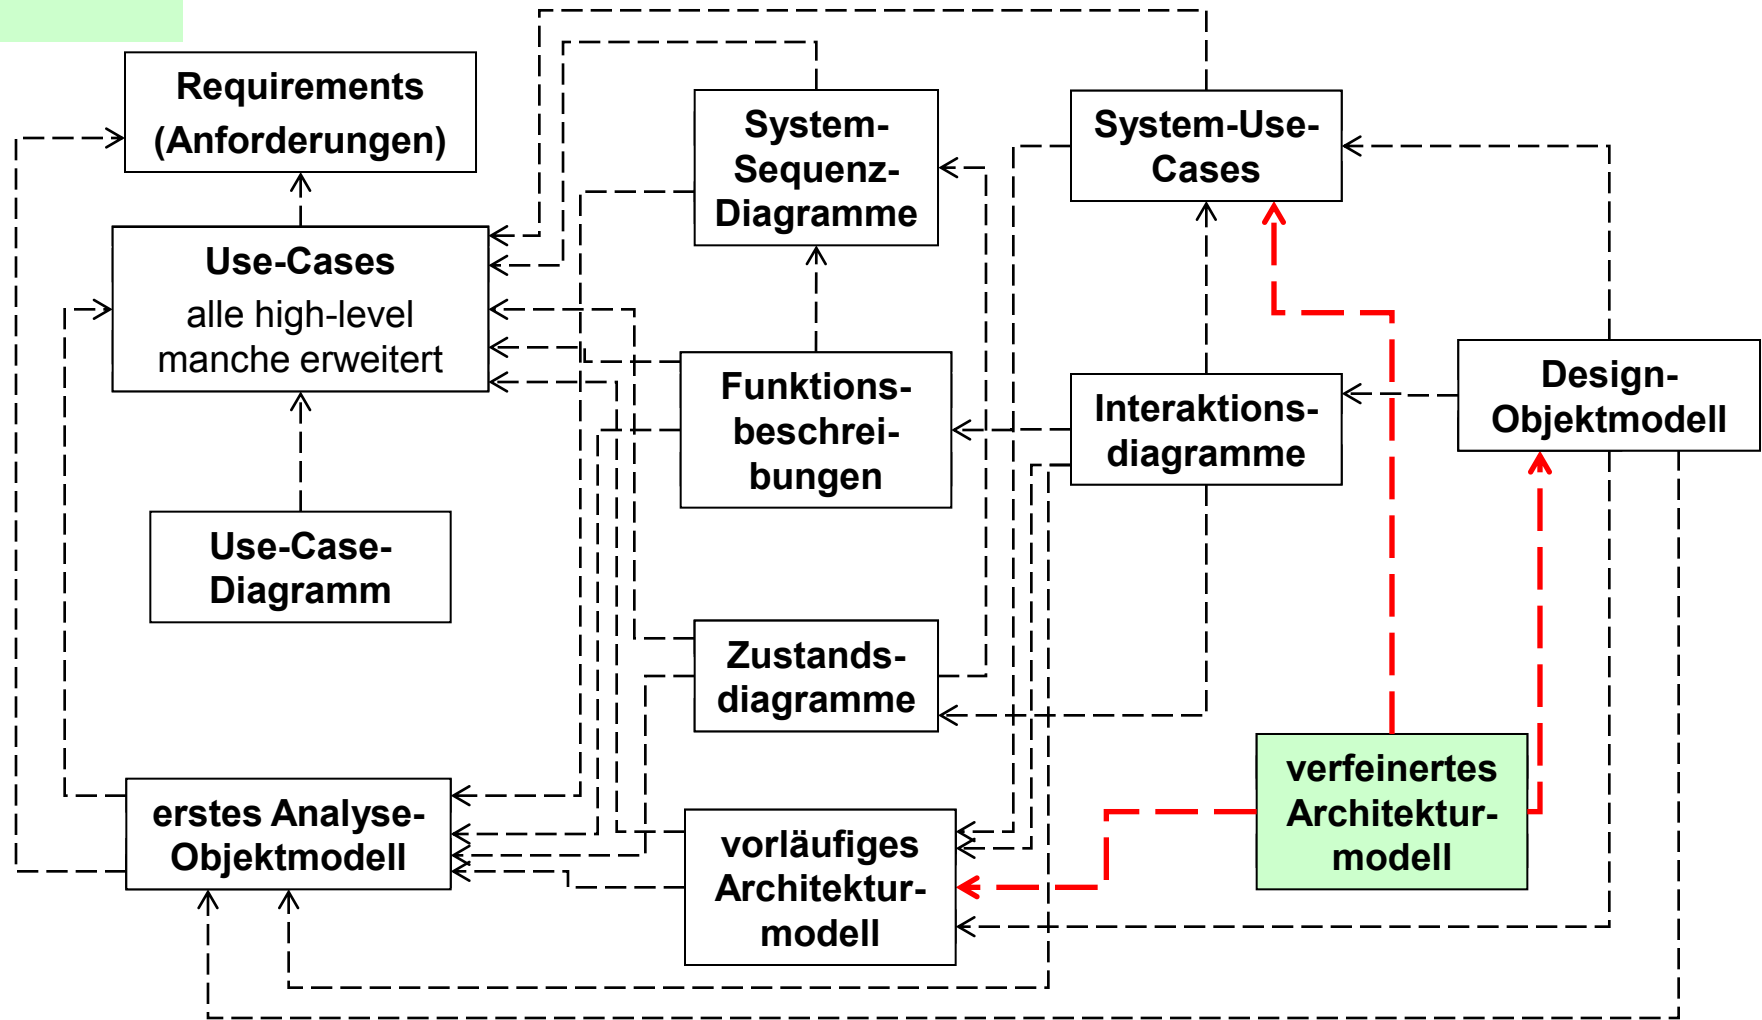 Requirements
(Anforderungen)
System-
Sequenz-
Diagramme
System-Use-
Cases
Use-Cases
alle high-level
manche erweitert
Funktions-
beschrei-
bungen
Interaktions-
diagramme
Design-
Objektmodell
Use-Case-
Diagramm
Zustands-
diagramme
verfeinertes
Architektur-
modell
erstes Analyse-
Objektmodell
vorläufiges
Architektur-
modell